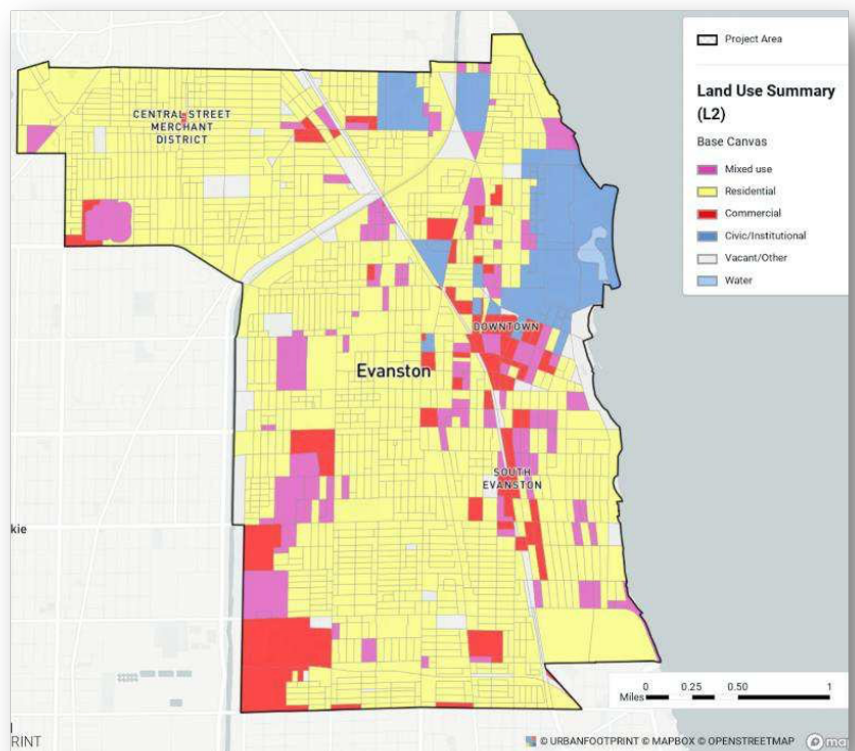 Project Area
Land Use Summary
(L2)
Base Canvas
Mixed use
Residential
Commercial
Civic/Institutional
Vacant/Other
Water
CENTRAL STREET
MERCHANT
DISTRICT
DOWNTOWN
Evanston
SOUTH
EVANSTON
kie
Miles 0 0.25 0.50 1
RINT
© URBANFOOTPRINT © MAPBOX © OPENSTREETMAP